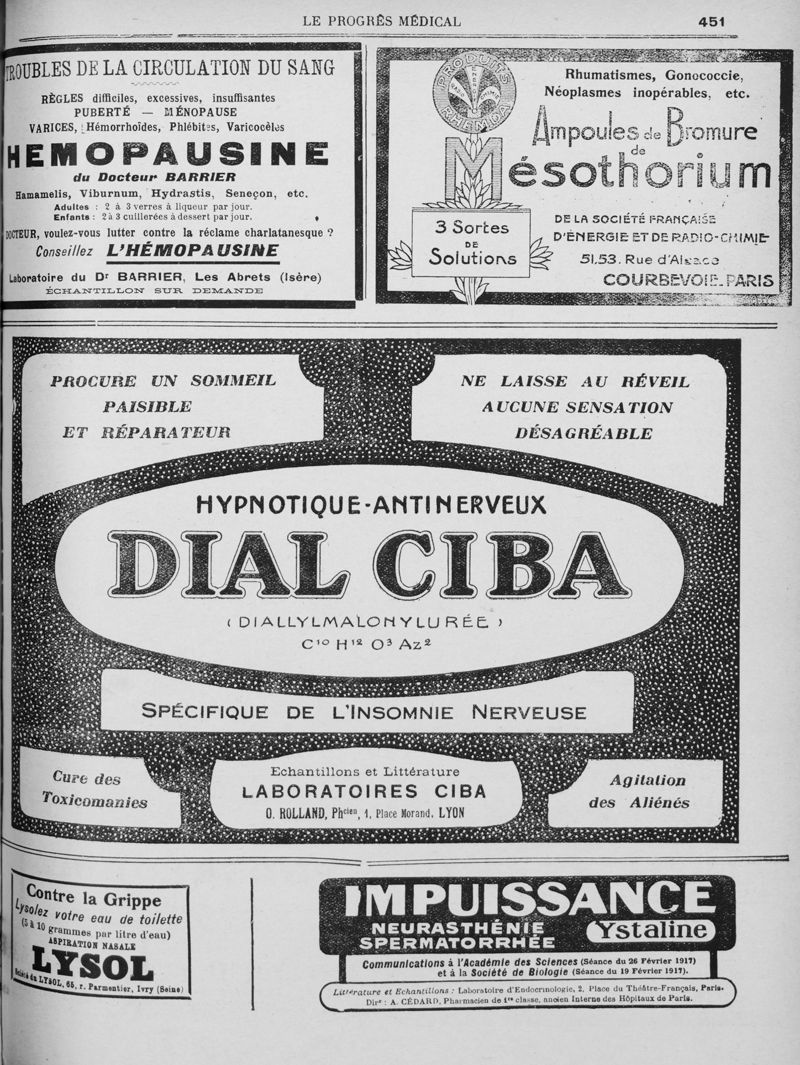 LE PROGRÈS MÉDICAL
451
TROUBLES DE LA CIRCULATION DU SANG
RÈGLES difficiles, excessives, insuffisantes
PUBERTÉ — MÉNOPAUSE
VARICES, Hémorrhoïdes, Phlébites, Varicocèles
HEMOPAUSINE
du Docteur BARRIER
Hamamelis, Viburnum, Hydrastis, Seneçon, etc.
Adultes : 2 à 3 verres à liqueur par jour.
Enfants : 2 à 3 cuillerées à dessert par jour.
DOCTEUR, voulez-vous lutter contre la réclame charlatanesque ?
Conseillez L'HÉMOPAUSINE
Laboratoire du Dr BARRIER, Les Abrets (Isère)
ÉCHANTILLON SUR DEMANDE
PRODUITS
RHEMDA
Rhumatismes, Gonococcie,
Néoplasmes inopérables, etc.
Ampoules de Bromure
de
Mésothorium
3 Sortes
DE
Solutions
DE LA SOCIÉTÉ FRANÇAISE
D'ÉNERGIE ET DE RADIO-CHIMIE
51,53. Rue d'Alsace
COURBEVOIE-PARIS
PROCURE UN SOMMEIL
PAISIBLE
ET RÉPARATEUR
NE LAISSE AU RÉVEIL
AUCUNE SENSATION
DÉSAGRÉABLE
HYPNOTIQUE-ANTINERVEUX
DIAL CIBA
(DIALLYLMALONYLURÉE)
C¹⁰ H¹² O³ Az²
SPÉCIFIQUE DE L'INSOMNIE NERVEUSE
Cure des
Toxicomanies
Echantillons et Littérature
LABORATOIRES CIBA
O. ROLLAND, Phcien, 1, Place Morand, LYON
Agitation
des Aliénés
Contre la Grippe
Lysolez votre eau de toilette
(5 à 10 grammes par litre d'eau)
ASPIRATION NASALE
LYSOL
Société du LYSOL, 65, r. Parmentier, Ivry (Seine)
IMPUISSANCE
NEURASTHÉNIE
SPERMATORRHÉE
Ystaline
Communications à l'Académie des Sciences (Séance du 26 Février 1917)
et à la Société de Biologie (Séance du 19 Février 1917).
Littérature et Echantillons : Laboratoire d'Endocrinologie, 2, Place du Théâtre-Français, Paris.
Dirr : A. CÉDARD, Pharmacien de 1re classe, ancien Interne des Hôpitaux de Paris.